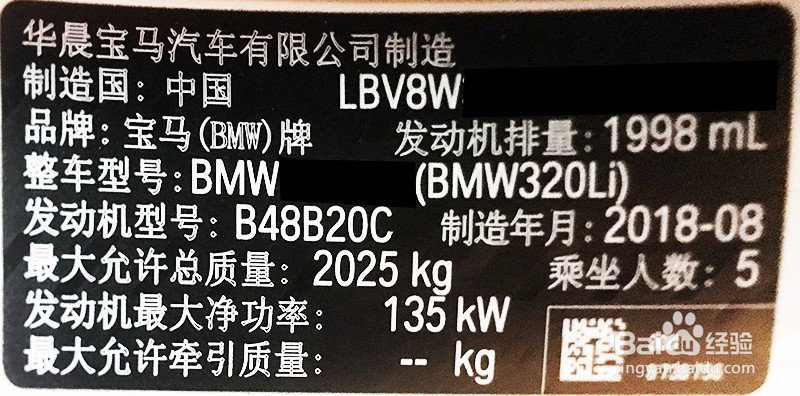 华晨宝马汽车有限公司制造
制造国：中国 LBV8W
品牌：宝马(BMW)牌 发动机排量：1998 mL
整车型号：BMW (BMW320Li)
发动机型号：B48B20C 制造年月：2018-08
最大允许总质量：2025 kg 乘坐人数：5
发动机最大净功率：135 kW
最大允许牵引质量：-- kg
Baidu 经验
jingyan.baidu.com